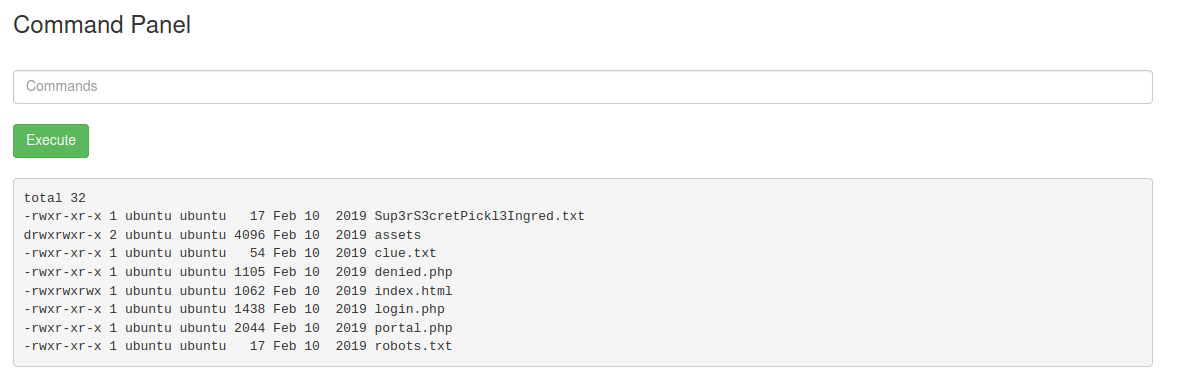 Command Panel
Commands
Execute
total 32
-rwxr-xr-x 1 ubuntu ubuntu   17 Feb 10  2019 Sup3rS3cretPickl3Ingred.txt
drwxrwxr-x 2 ubuntu ubuntu 4096 Feb 10  2019 assets
-rwxr-xr-x 1 ubuntu ubuntu   54 Feb 10  2019 clue.txt
-rwxr-xr-x 1 ubuntu ubuntu 1105 Feb 10  2019 denied.php
-rwxrwxrwx 1 ubuntu ubuntu 1062 Feb 10  2019 index.html
-rwxr-xr-x 1 ubuntu ubuntu 1438 Feb 10  2019 login.php
-rwxr-xr-x 1 ubuntu ubuntu 2044 Feb 10  2019 portal.php
-rwxr-xr-x 1 ubuntu ubuntu   17 Feb 10  2019 robots.txt